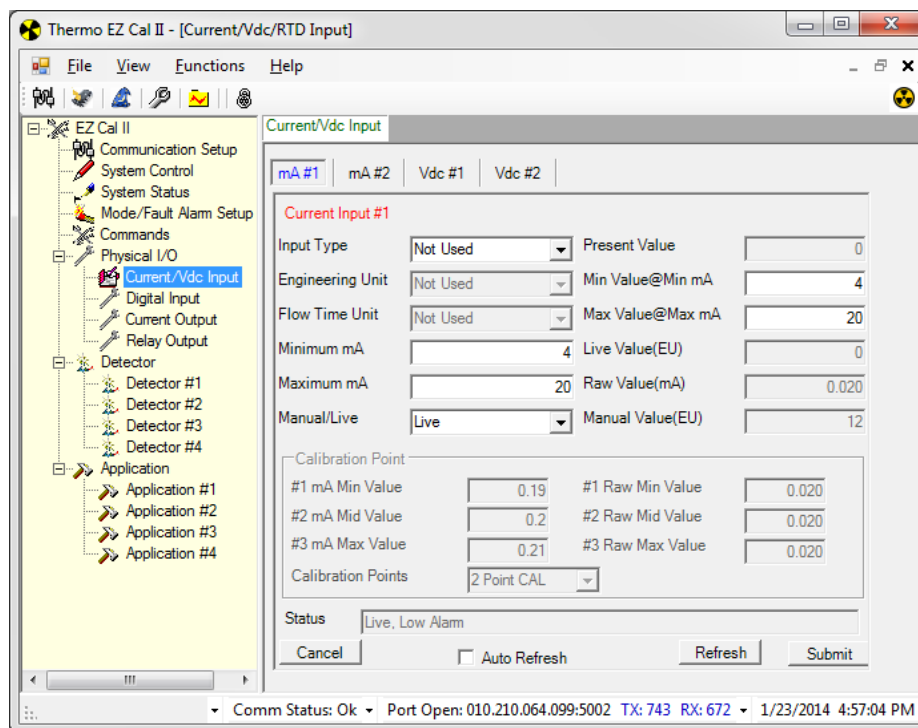 Thermo EZ Cal II - [Current/Vdc/RTD Input]
File View Functions Help
EZ Cal II
Communication Setup
System Control
System Status
Mode/Fault Alarm Setup
Commands
Physical I/O
Current/Vdc Input
Digital Input
Current Output
Relay Output
Detector
Detector #1
Detector #2
Detector #3
Detector #4
Application
Application #1
Application #2
Application #3
Application #4
Current/Vdc Input
mA #1 mA #2 Vdc #1 Vdc #2
Current Input #1
Input Type Not Used Present Value 0
Engineering Unit Not Used Min Value@Min mA 4
Flow Time Unit Not Used Max Value@Max mA 20
Minimum mA 4 Live Value(EU) 0
Maximum mA 20 Raw Value(mA) 0.020
Manual/Live Live Manual Value(EU) 12
Calibration Point
#1 mA Min Value 0.19 #1 Raw Min Value 0.020
#2 mA Mid Value 0.2 #2 Raw Mid Value 0.020
#3 mA Max Value 0.21 #3 Raw Max Value 0.020
Calibration Points 2 Point CAL
Status Live, Low Alarm
Cancel Auto Refresh Refresh Submit
Comm Status: Ok Port Open: 010.210.064.099:5002 TX: 743 RX: 672 1/23/2014 4:57:04 PM